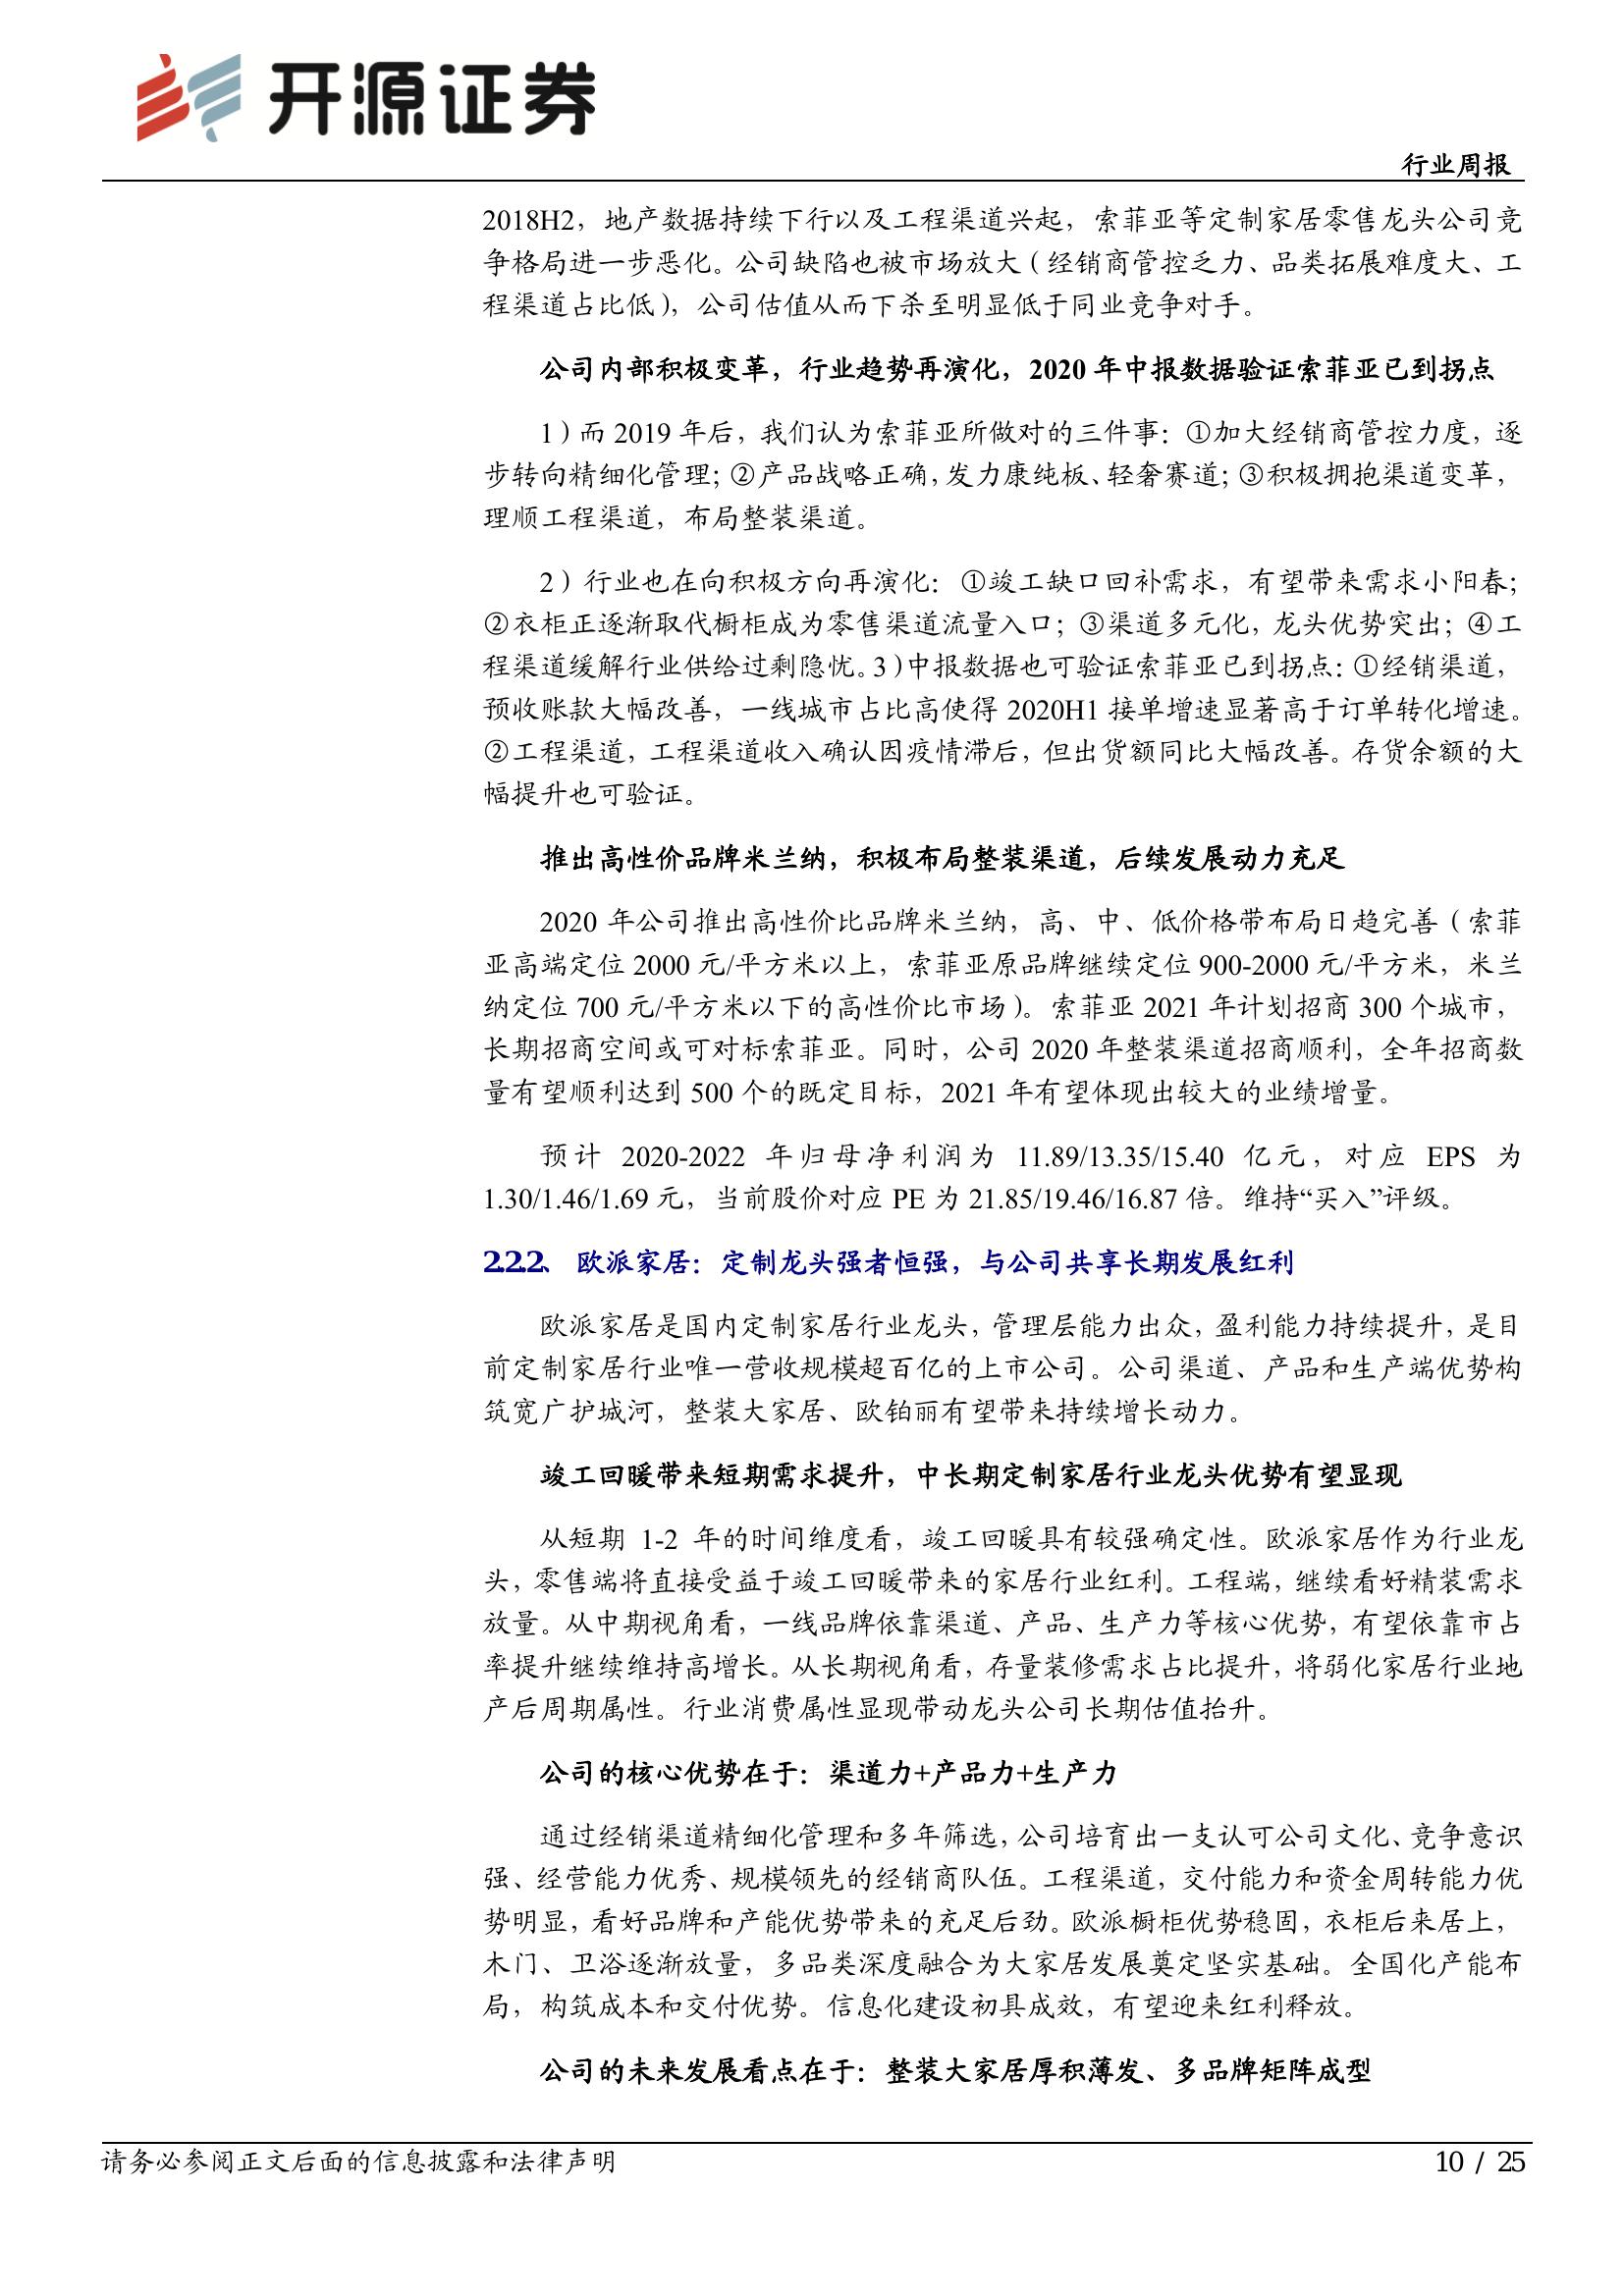 开源证券
行业周报
2018H2，地产数据持续下行以及工程渠道兴起，索菲亚等定制家居零售龙头公司竞
争格局进一步恶化。公司缺陷也被市场放大（经销商管控乏力、品类拓展难度大、工
程渠道占比低），公司估值从而下杀至明显低于同业竞争对手。
公司内部积极变革，行业趋势再演化，2020 年中报数据验证索菲亚已到拐点
1）而 2019 年后，我们认为索菲亚所做对的三件事：①加大经销商管控力度，逐
步转向精细化管理；②产品战略正确，发力康纯板、轻奢赛道；③积极拥抱渠道变革，
理顺工程渠道，布局整装渠道。
2）行业也在向积极方向再演化：①竣工缺口回补需求，有望带来需求小阳春；
②衣柜正逐渐取代橱柜成为零售渠道流量入口；③渠道多元化，龙头优势突出；④工
程渠道缓解行业供给过剩隐忧。3）中报数据也可验证索菲亚已到拐点：①经销渠道，
预收账款大幅改善，一线城市占比高使得 2020H1 接单增速显著高于订单转化增速。
②工程渠道，工程渠道收入确认因疫情滞后，但出货额同比大幅改善。存货余额的大
幅提升也可验证。
推出高性价品牌米兰纳，积极布局整装渠道，后续发展动力充足
2020 年公司推出高性价比品牌米兰纳，高、中、低价格带布局日趋完善（索菲
亚高端定位 2000 元/平方米以上，索菲亚原品牌继续定位 900-2000 元/平方米，米兰
纳定位 700 元/平方米以下的高性价比市场）。索菲亚 2021 年计划招商 300 个城市，
长期招商空间或可对标索菲亚。同时，公司 2020 年整装渠道招商顺利，全年招商数
量有望顺利达到 500 个的既定目标，2021 年有望体现出较大的业绩增量。
预计 2020-2022 年归母净利润为 11.89/13.35/15.40 亿元，对应 EPS 为
1.30/1.46/1.69 元，当前股价对应 PE 为 21.85/19.46/16.87 倍。维持“买入”评级。
2.2.2、 欧派家居：定制龙头强者恒强，与公司共享长期发展红利
欧派家居是国内定制家居行业龙头，管理层能力出众，盈利能力持续提升，是目
前定制家居行业唯一营收规模超百亿的上市公司。公司渠道、产品和生产端优势构
筑宽广护城河，整装大家居、欧铂丽有望带来持续增长动力。
竣工回暖带来短期需求提升，中长期定制家居行业龙头优势有望显现
从短期 1-2 年的时间维度看，竣工回暖具有较强确定性。欧派家居作为行业龙
头，零售端将直接受益于竣工回暖带来的家居行业红利。工程端，继续看好精装需求
放量。从中期视角看，一线品牌依靠渠道、产品、生产力等核心优势，有望依靠市占
率提升继续维持高增长。从长期视角看，存量装修需求占比提升，将弱化家居行业地
产后周期属性。行业消费属性显现带动龙头公司长期估值抬升。
公司的核心优势在于：渠道力+产品力+生产力
通过经销渠道精细化管理和多年筛选，公司培育出一支认可公司文化、竞争意识
强、经营能力优秀、规模领先的经销商队伍。工程渠道，交付能力和资金周转能力优
势明显，看好品牌和产能优势带来的充足后劲。欧派橱柜优势稳固，衣柜后来居上，
木门、卫浴逐渐放量，多品类深度融合为大家居发展奠定坚实基础。全国化产能布
局，构筑成本和交付优势。信息化建设初具成效，有望迎来红利释放。
公司的未来发展看点在于：整装大家居厚积薄发、多品牌矩阵成型
请务必参阅正文后面的信息披露和法律声明
10 / 25